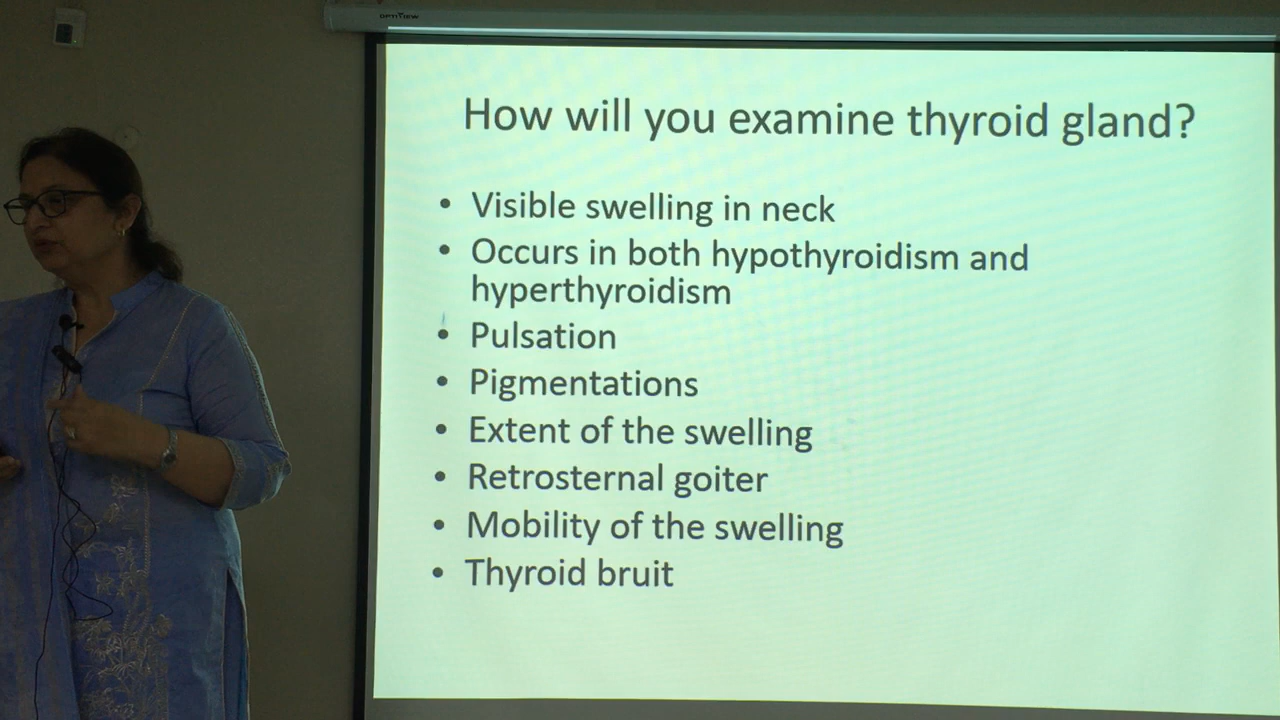 OPTIVIEW
How will you examine thyroid gland?
• Visible swelling in neck
• Occurs in both hypothyroidism and
hyperthyroidism
• Pulsation
• Pigmentations
• Extent of the swelling
• Retrosternal goiter
• Mobility of the swelling
• Thyroid bruit